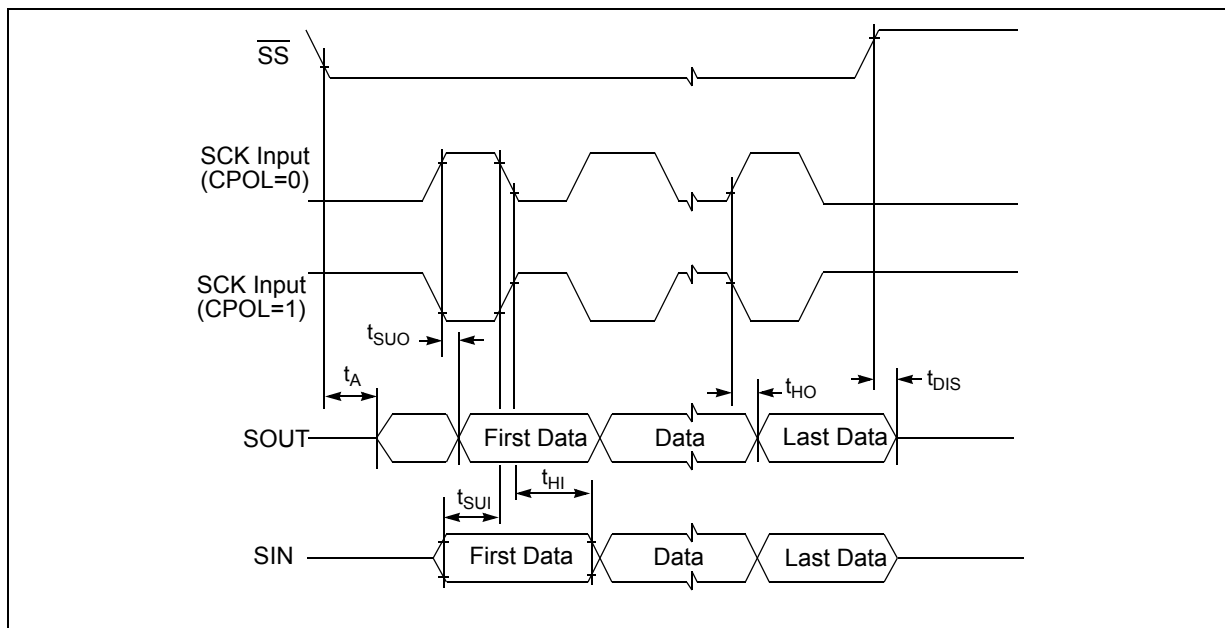 SS
SCK Input
(CPOL=0)
SCK Input
(CPOL=1)
tSUO
tA
tHO
tDIS
SOUT
First Data
Data
Last Data
tSUI
tHI
SIN
First Data
Data
Last Data